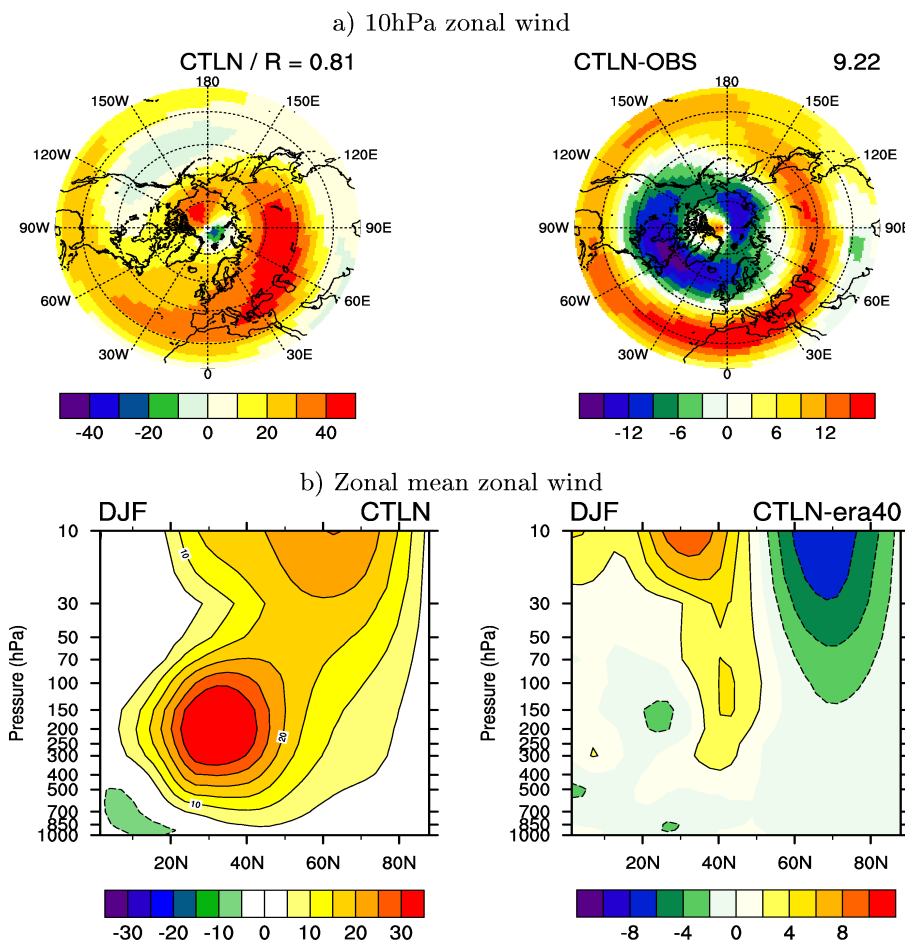 a) 10hPa zonal wind
CTLN / R = 0.81
180
150W 150E
120W 120E
90W 90E
60W 60E
30W 30E
0
-40 -20 0 20 40
CTLN-OBS 9.22
180
150W 150E
120W 120E
90W 90E
60W 60E
30W 30E
0
-12 -6 0 6 12
b) Zonal mean zonal wind
DJF CTLN
Pressure (hPa)
10
30
50
70
100
150
200
250
300
400
500
700
850
1000
10
20
10
20N 40N 60N 80N
-30 -20 -10 0 10 20 30
DJF CTLN-era40
Pressure (hPa)
10
30
50
70
100
150
200
250
300
400
500
700
850
1000
20N 40N 60N 80N
-8 -4 0 4 8